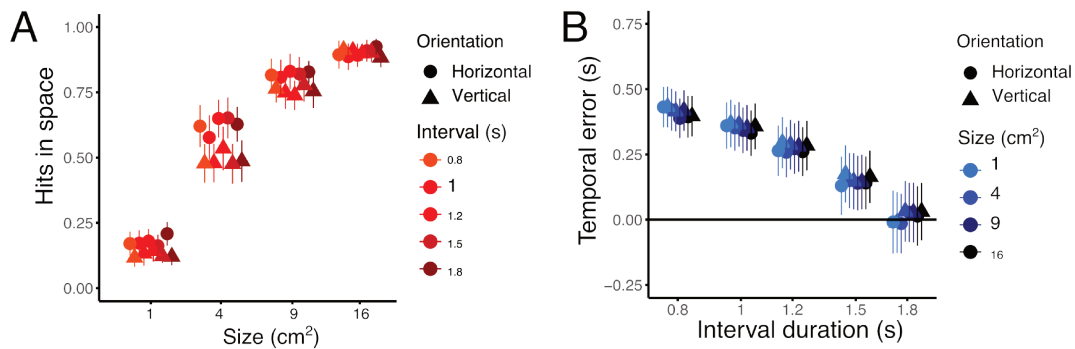 A
Hits in space
1.00
0.75
0.50
0.25
0.00
1 4 9 16
Size (cm²)
Orientation
Horizontal
Vertical
Interval (s)
0.8
1
1.2
1.5
1.8
B
Temporal error (s)
0.75
0.50
0.25
0.00
−0.25
0.8 1 1.2 1.5 1.8
Interval duration (s)
Orientation
Horizontal
Vertical
Size (cm²)
1
4
9
16